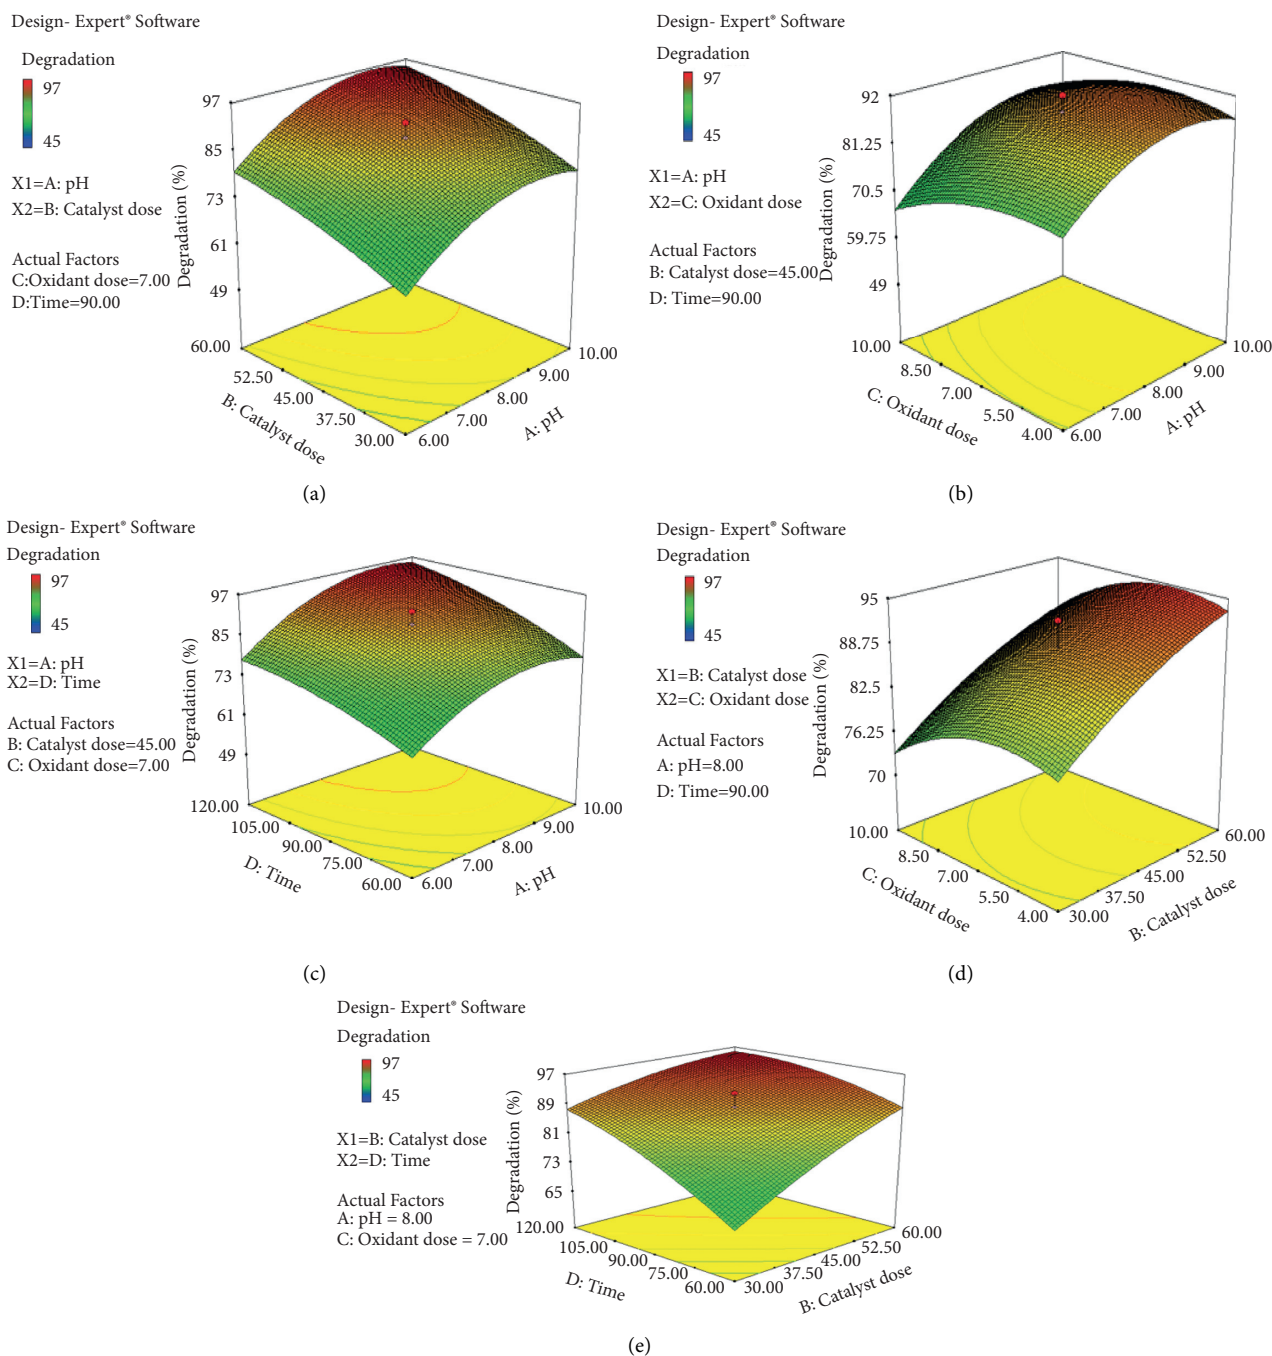 Design- Expert® Software
Degradation
97
45
X1=A: pH
X2=B: Catalyst dose
Actual Factors
C:Oxidant dose=7.00
D:Time=90.00
Degradation (%)
97
85
73
61
49
60.00
52.50
45.00
37.50
30.00
B: Catalyst dose
6.00
7.00
8.00
9.00
10.00
A: pH
(a)
Design- Expert® Software
Degradation
97
45
X1=A: pH
X2=C: Oxidant dose
Actual Factors
B: Catalyst dose=45.00
D: Time=90.00
Degradation (%)
92
81.25
70.5
59.75
49
10.00
8.50
7.00
5.50
4.00
C: Oxidant dose
6.00
7.00
8.00
9.00
10.00
A: pH
(b)
Design- Expert® Software
Degradation
97
45
X1=A: pH
X2=D: Time
Actual Factors
B: Catalyst dose=45.00
C: Oxidant dose=7.00
Degradation (%)
97
85
73
61
49
120.00
105.00
90.00
75.00
60.00
D: Time
6.00
7.00
8.00
9.00
10.00
A: pH
(c)
Design- Expert® Software
Degradation
97
45
X1=B: Catalyst dose
X2=C: Oxidant dose
Actual Factors
A: pH=8.00
D: Time=90.00
Degradation (%)
95
88.75
82.5
76.25
70
10.00
8.50
7.00
5.50
4.00
C: Oxidant dose
30.00
37.50
45.00
52.50
60.00
B: Catalyst dose
(d)
Design- Expert® Software
Degradation
97
45
X1=B: Catalyst dose
X2=D: Time
Actual Factors
A: pH = 8.00
C: Oxidant dose = 7.00
Degradation (%)
97
89
81
73
65
120.00
105.00
90.00
75.00
60.00
D: Time
30.00
37.50
45.00
52.50
60.00
B: Catalyst dose
(e)